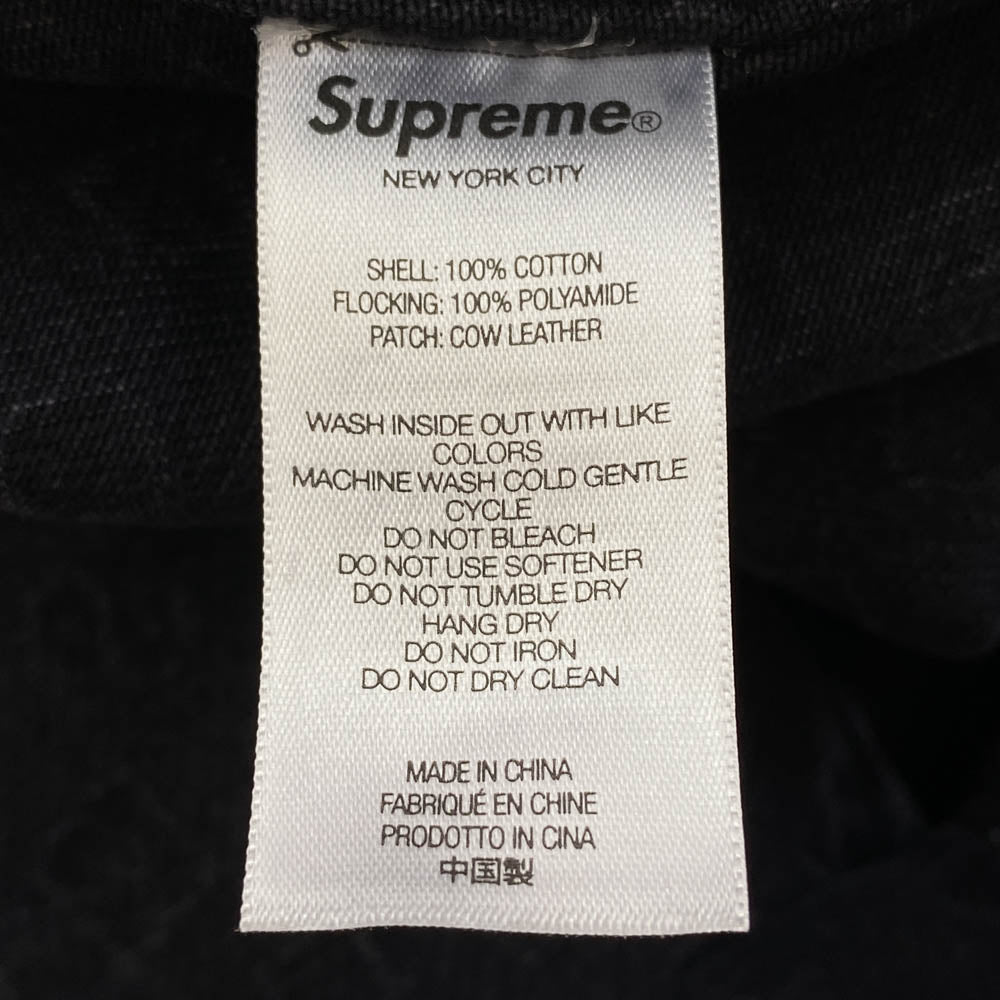 Supreme®
NEW YORK CITY
SHELL: 100% COTTON
FLOCKING: 100% POLYAMIDE
PATCH: COW LEATHER
WASH INSIDE OUT WITH LIKE
COLORS
MACHINE WASH COLD GENTLE
CYCLE
DO NOT BLEACH
DO NOT USE SOFTENER
DO NOT TUMBLE DRY
HANG DRY
DO NOT IRON
DO NOT DRY CLEAN
MADE IN CHINA
FABRIQUÉ EN CHINE
PRODOTTO IN CINA
中国製